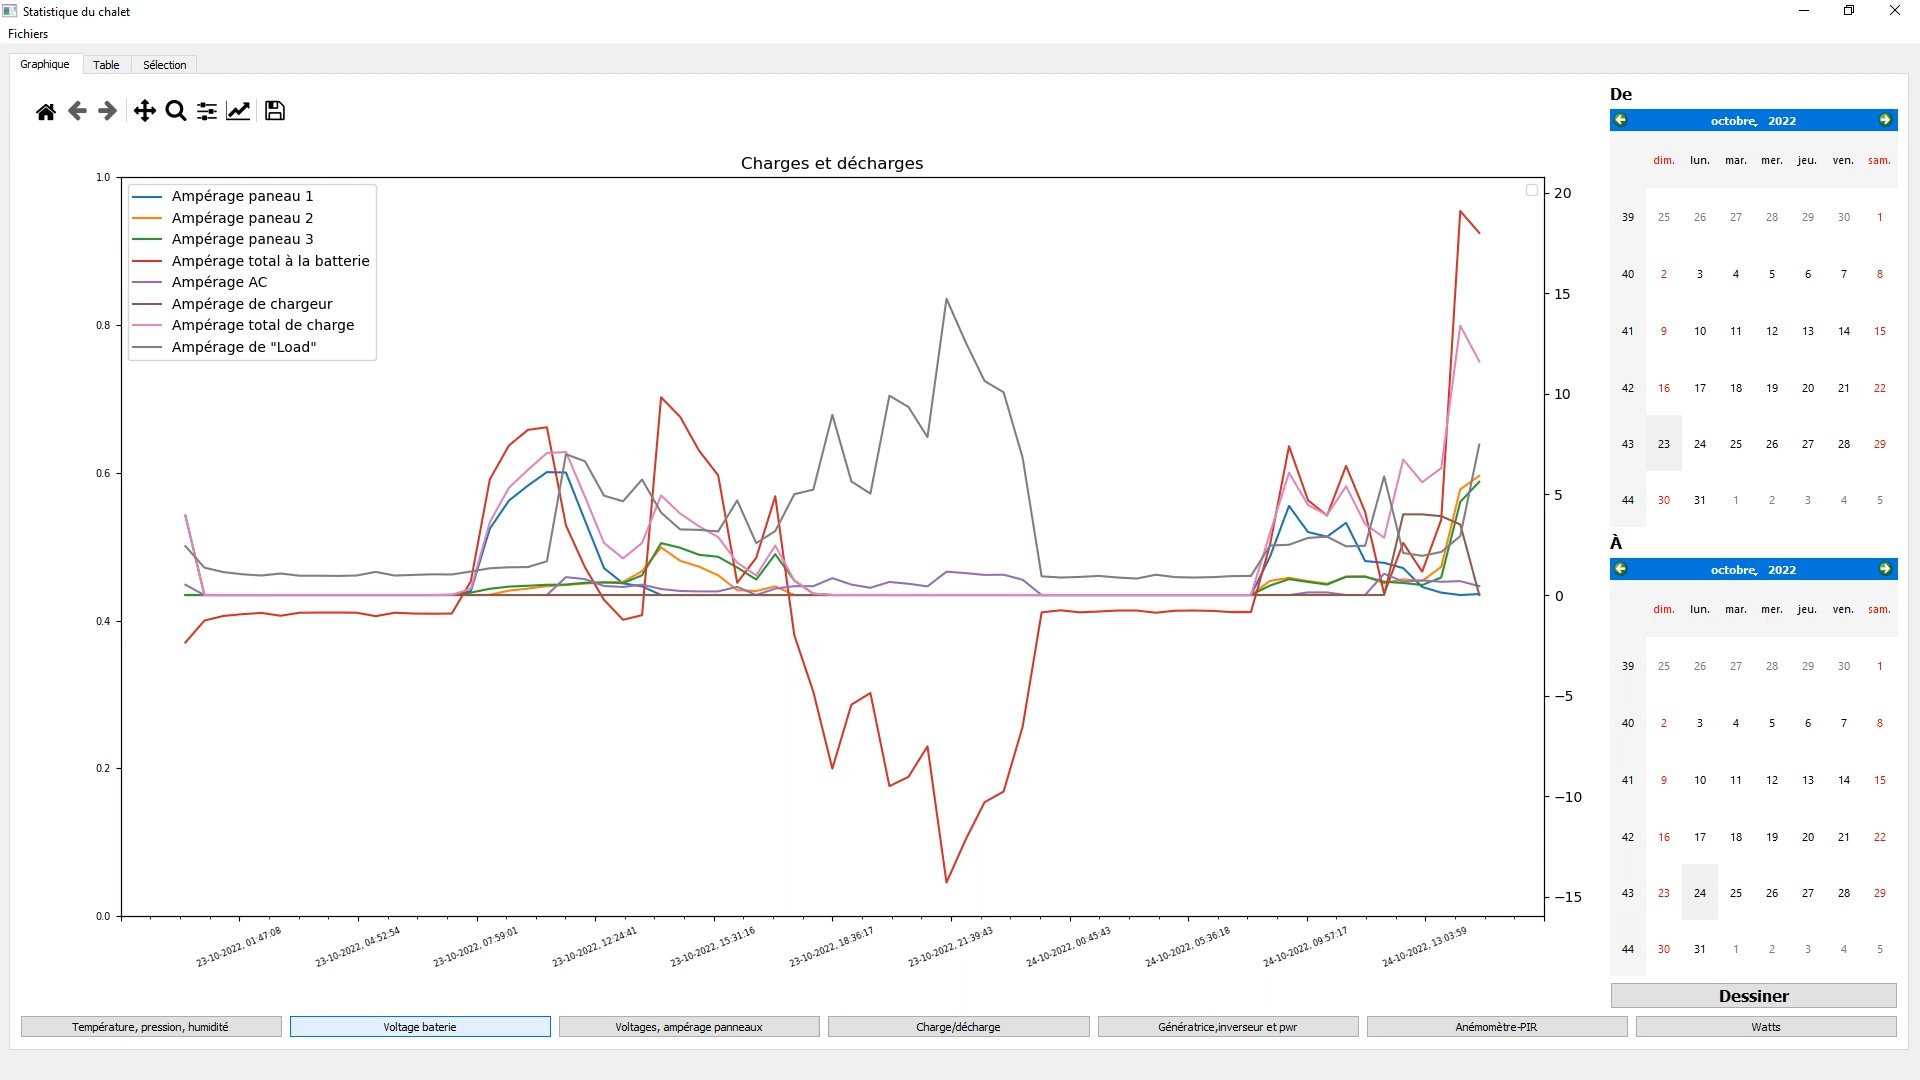 Statistique du chalet
Fichiers
Graphique Table Sélection
Charges et décharges
1.0
0.8
0.6
0.4
0.2
0.0
Ampérage paneau 1
Ampérage paneau 2
Ampérage paneau 3
Ampérage total à la batterie
Ampérage AC
Ampérage de chargeur
Ampérage total de charge
Ampérage de "Load"
20
15
10
5
0
−5
−10
−15
23-10-2022, 01:47:08
23-10-2022, 04:52:54
23-10-2022, 07:59:01
23-10-2022, 12:24:41
23-10-2022, 15:31:16
23-10-2022, 18:36:17
23-10-2022, 21:39:43
24-10-2022, 00:45:43
24-10-2022, 05:36:18
24-10-2022, 09:57:17
24-10-2022, 13:03:59
De
octobre, 2022
dim. lun. mar. mer. jeu. ven. sam.
39 25 26 27 28 29 30 1
40 2 3 4 5 6 7 8
41 9 10 11 12 13 14 15
42 16 17 18 19 20 21 22
43 23 24 25 26 27 28 29
44 30 31 1 2 3 4 5
À
octobre, 2022
dim. lun. mar. mer. jeu. ven. sam.
39 25 26 27 28 29 30 1
40 2 3 4 5 6 7 8
41 9 10 11 12 13 14 15
42 16 17 18 19 20 21 22
43 23 24 25 26 27 28 29
44 30 31 1 2 3 4 5
Dessiner
Température, pression, humidité Voltage baterie Voltages, ampérage panneaux Charge/décharge Génératrice,inverseur et pwr Anémomètre-PIR Watts